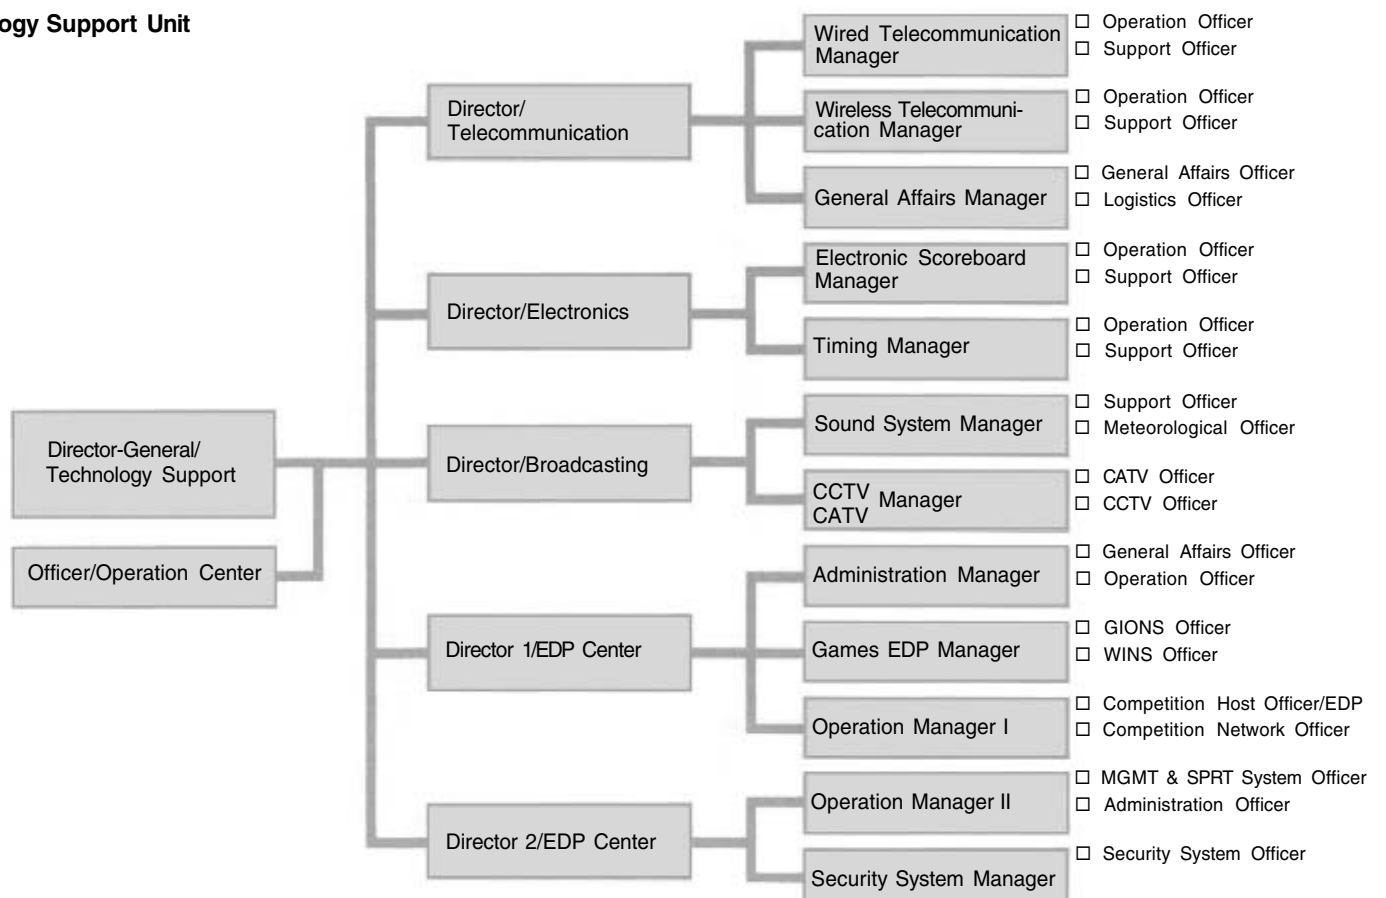 ogy Support Unit
Wired Telecommunication
Manager
□ Operation Officer
□ Support Officer
Director/
Telecommunication
Wireless Telecommuni-
cation Manager
□ Operation Officer
□ Support Officer
General Affairs Manager
□ General Affairs Officer
□ Logistics Officer
Director/Electronics
Electronic Scoreboard
Manager
□ Operation Officer
□ Support Officer
Timing Manager
□ Operation Officer
□ Support Officer
Director-General/
Technology Support
Officer/Operation Center
Director/Broadcasting
Sound System Manager
□ Support Officer
□ Meteorological Officer
CCTV
CATV Manager
□ CATV Officer
□ CCTV Officer
Director 1/EDP Center
Administration Manager
□ General Affairs Officer
□ Operation Officer
Games EDP Manager
□ GIONS Officer
□ WINS Officer
Operation Manager I
□ Competition Host Officer/EDP
□ Competition Network Officer
Director 2/EDP Center
Operation Manager II
□ MGMT & SPRT System Officer
□ Administration Officer
Security System Manager
□ Security System Officer